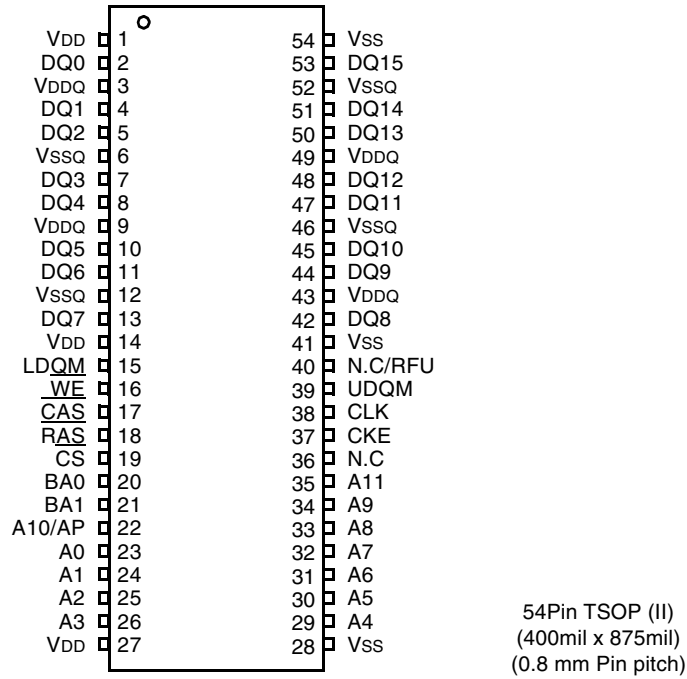 VDD 1 54 VSS
DQ0 2 53 DQ15
VDDQ 3 52 VSSQ
DQ1 4 51 DQ14
DQ2 5 50 DQ13
VSSQ 6 49 VDDQ
DQ3 7 48 DQ12
DQ4 8 47 DQ11
VDDQ 9 46 VSSQ
DQ5 10 45 DQ10
DQ6 11 44 DQ9
VSSQ 12 43 VDDQ
DQ7 13 42 DQ8
VDD 14 41 VSS
LDQM 15 40 N.C/RFU
WE 16 39 UDQM
CAS 17 38 CLK
RAS 18 37 CKE
CS 19 36 N.C
BA0 20 35 A11
BA1 21 34 A9
A10/AP 22 33 A8
A0 23 32 A7
A1 24 31 A6
A2 25 30 A5
A3 26 29 A4
VDD 27 28 VSS
54Pin TSOP (II)
(400mil x 875mil)
(0.8 mm Pin pitch)